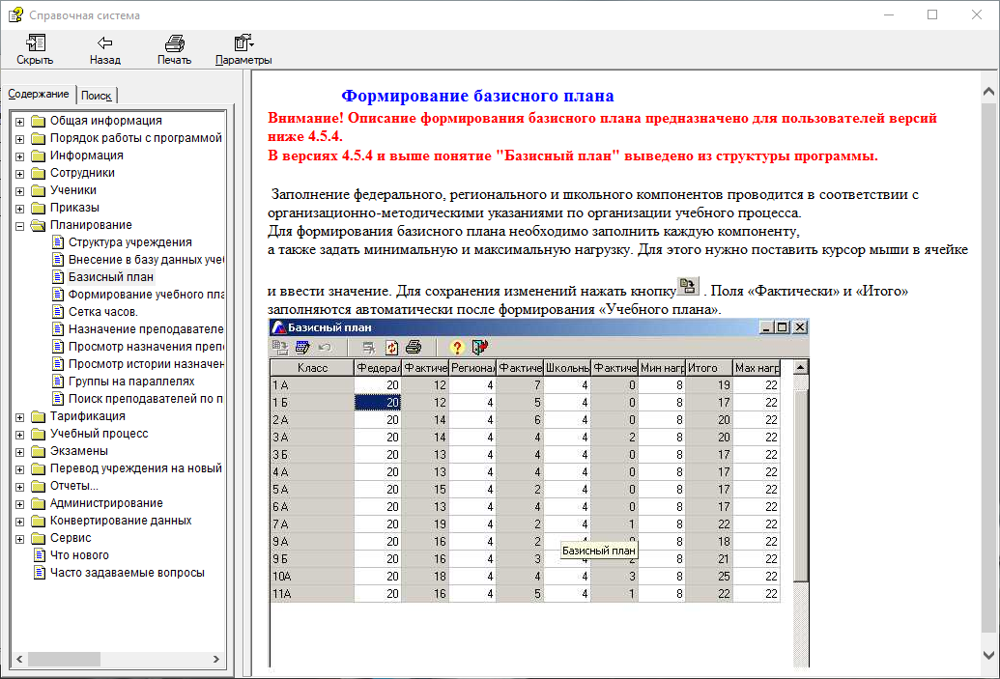 Справочная система
Скрыть Назад Печать Параметры
Содержание Поиск
Общая информация
Порядок работы с программой
Информация
Сотрудники
Ученики
Приказы
Планирование
Структура учреждения
Внесение в базу данных учеб
Базисный план
Формирование учебного пла
Сетка часов.
Назначение преподавателе
Просмотр назначения преп
Просмотр истории назначен
Группы на параллелях
Поиск преподавателей по п
Тарификация
Учебный процесс
Экзамены
Перевод учреждения на новый
Отчеты...
Администрирование
Конвертирование данных
Сервис
Что нового
Часто задаваемые вопросы
Формирование базисного плана
Внимание! Описание формирования базисного плана предназначено для пользователей версий
ниже 4.5.4.
В версиях 4.5.4 и выше понятие "Базисный план" выведено из структуры программы.
Заполнение федерального, регионального и школьного компонентов проводится в соответствии с
организационно-методическими указаниями по организации учебного процесса.
Для формирования базисного плана необходимо заполнить каждую компоненту,
а также задать минимальную и максимальную нагрузку. Для этого нужно поставить курсор мыши в ячейке
и ввести значение. Для сохранения изменений нажать кнопку . Поля «Фактически» и «Итого»
заполняются автоматически после формирования «Учебного плана».
Базисный план
Класс Федерал Фактиче Регионал Фактиче Школьны Фактиче Мин нагр Итого Мах нагр
1 А 20 12 4 7 4 0 8 19 22
1 Б 20 12 4 5 4 0 8 17 22
2 А 20 14 4 6 4 0 8 20 22
3 А 20 14 4 4 4 2 8 20 22
3 Б 20 13 4 4 4 0 8 17 22
4 А 20 13 4 4 4 0 8 17 22
5 А 20 15 4 2 4 0 8 17 22
6 А 20 13 4 4 4 0 8 17 22
7 А 20 19 4 2 4 1 8 22 22
9 А 20 16 4 2 4 0 8 18 22
Базисный план
9 Б 20 16 4 3 4 2 8 21 22
10А 20 18 4 4 4 3 8 25 22
11А 20 16 4 5 4 1 8 22 22